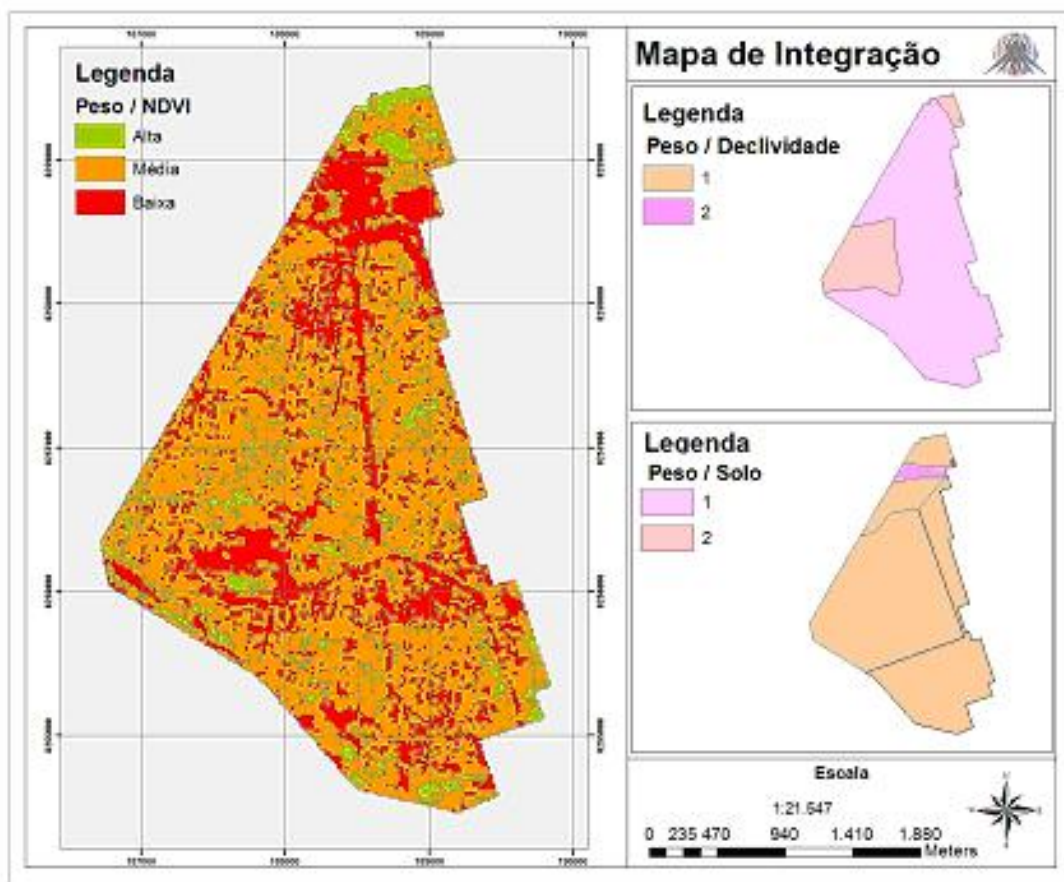 Legenda
Peso / NDVI
Alta
Média
Baixa
Mapa de Integração
Legenda
Peso / Declividade
1
2
Legenda
Peso / Solo
1
2
Escala
1:21.547
0 235 470 940 1.410 1.880
Meters